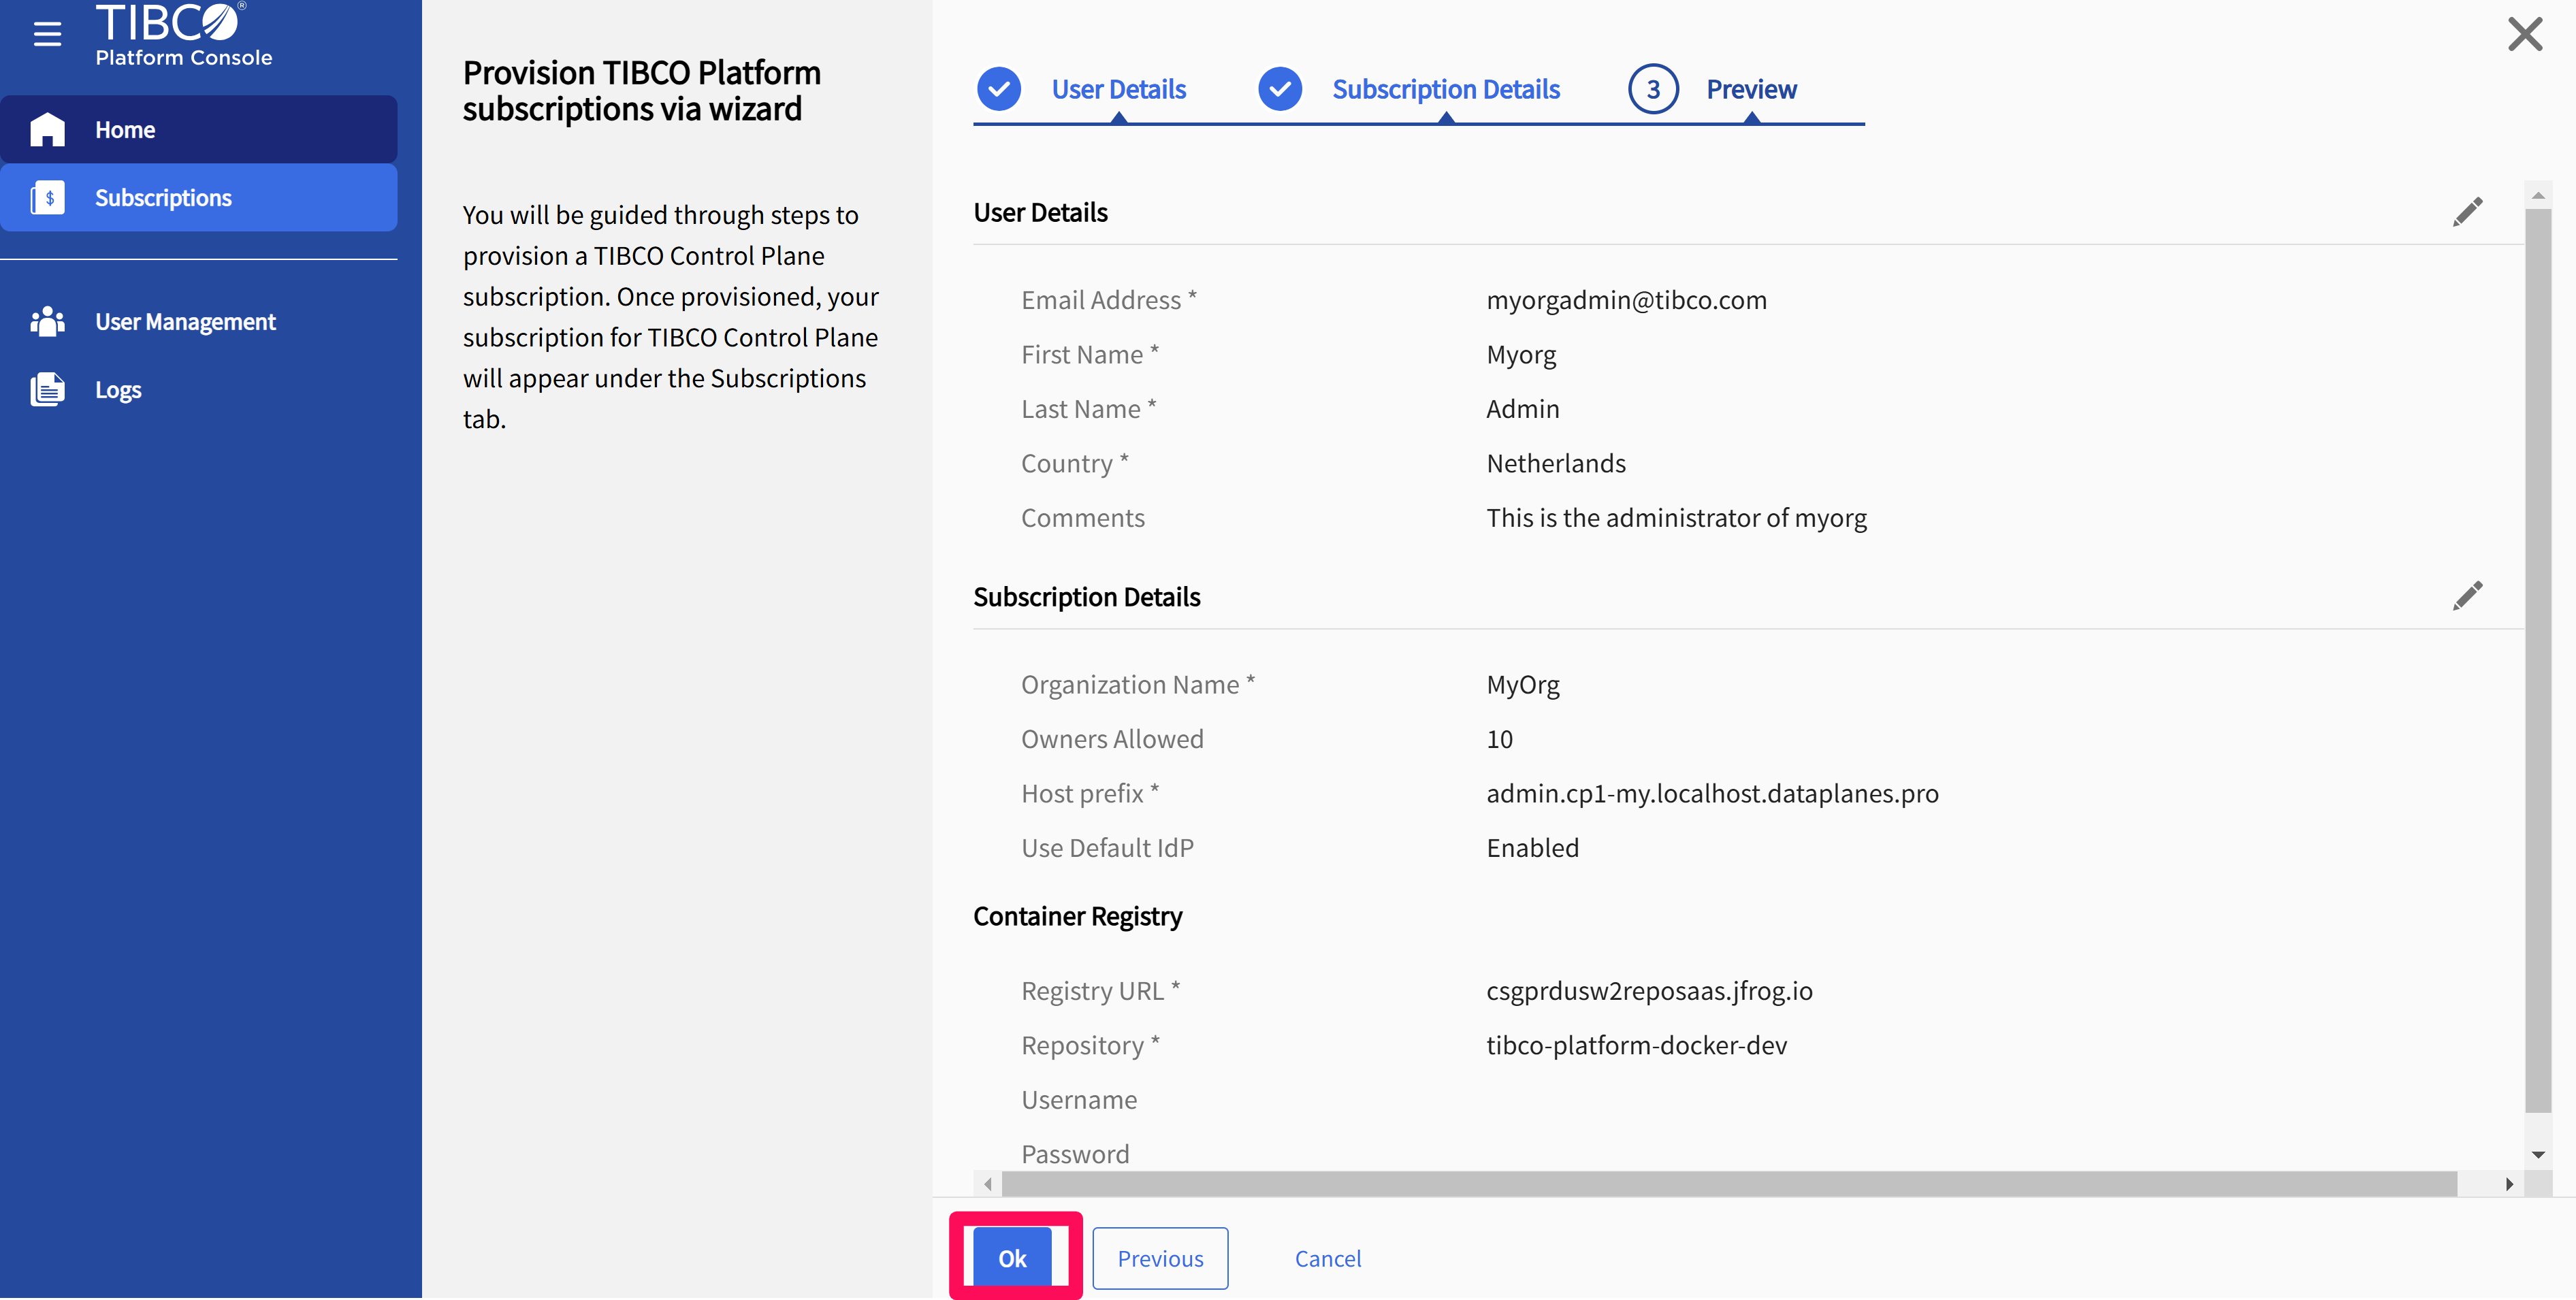 TIBCO®
Platform Console
Home
$
Subscriptions
User Management
Logs
Provision TIBCO Platform
subscriptions via wizard
You will be guided through steps to
provision a TIBCO Control Plane
subscription. Once provisioned, your
subscription for TIBCO Control Plane
will appear under the Subscriptions
tab.
User Details
Subscription Details
3 Preview
User Details
Email Address * myorgadmin@tibco.com
First Name * Myorg
Last Name * Admin
Country * Netherlands
Comments This is the administrator of myorg
Subscription Details
Organization Name * MyOrg
Owners Allowed 10
Host prefix * admin.cp1-my.localhost.dataplanes.pro
Use Default IdP Enabled
Container Registry
Registry URL * csgprdusw2reposaas.jfrog.io
Repository * tibco-platform-docker-dev
Username
Password
Ok
Previous
Cancel